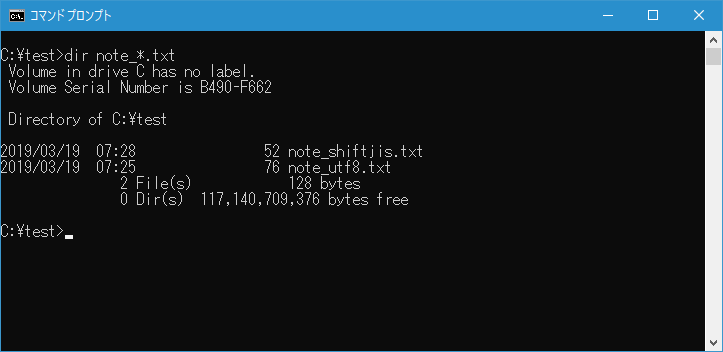 コマンドプロンプト
C:¥test>dir note_*.txt
 Volume in drive C has no label.
 Volume Serial Number is B490-F662
 Directory of C:¥test
2019/03/19  07:28                52 note_shiftjis.txt
2019/03/19  07:25                76 note_utf8.txt
               2 File(s)            128 bytes
               0 Dir(s)  117,140,709,376 bytes free
C:¥test>